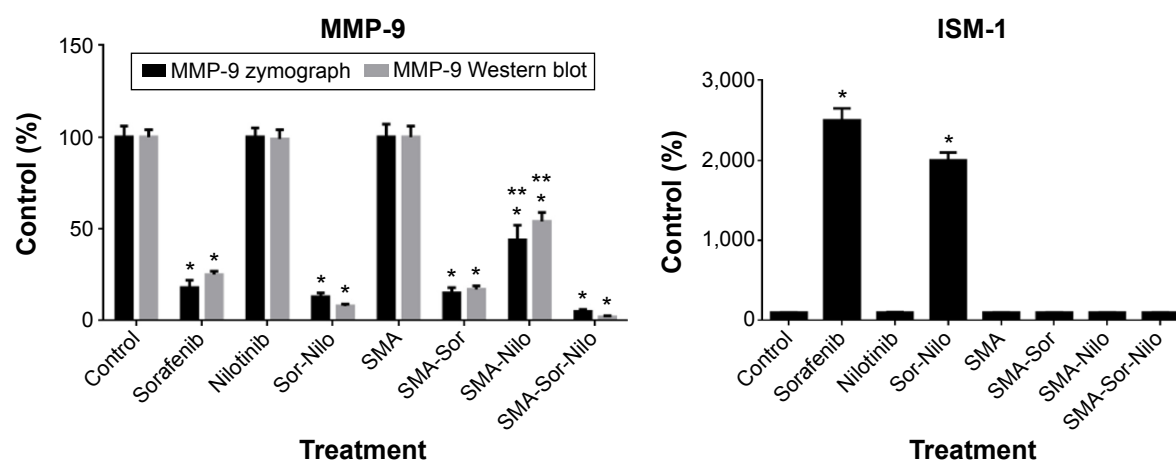 MMP-9
Control (%)
150
100
50
0
MMP-9 zymograph
MMP-9 Western blot
*
*
*
*
*
*
**
*
**
*
*
*
Control
Sorafenib
Nilotinib
Sor-Nilo
SMA
SMA-Sor
SMA-Nilo
SMA-Sor-Nilo
Treatment
ISM-1
Control (%)
3,000
2,000
1,000
0
*
*
Control
Sorafenib
Nilotinib
Sor-Nilo
SMA
SMA-Sor
SMA-Nilo
SMA-Sor-Nilo
Treatment